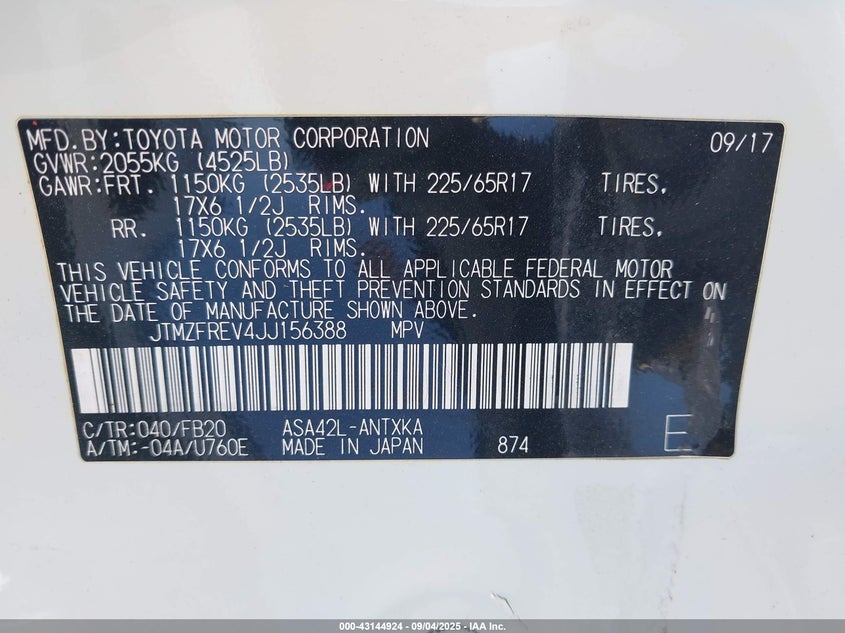 MFD.BY:TOYOTA MOTOR CORPORATION 09/17
GVWR:2055KG (4525LB)
GAWR:FRT. 1150KG (2535LB) WITH 225/65R17 TIRES,
17X6 1/2J RIMS.
RR. 1150KG (2535LB) WITH 225/65R17 TIRES,
17X6 1/2J RIMS.
THIS VEHICLE CONFORMS TO ALL APPLICABLE FEDERAL MOTOR
VEHICLE SAFETY AND THEFT PREVENTION STANDARDS IN EFFECT ON
THE DATE OF MANUFACTURE SHOWN ABOVE.
JTMZFREV4JJ156388 MPV
C/TR:040/FB20 ASA42L-ANTXKA
A/TM:-04A/U760E MADE IN JAPAN 874 E
000-43144924 - 09/04/2025 - IAA Inc.